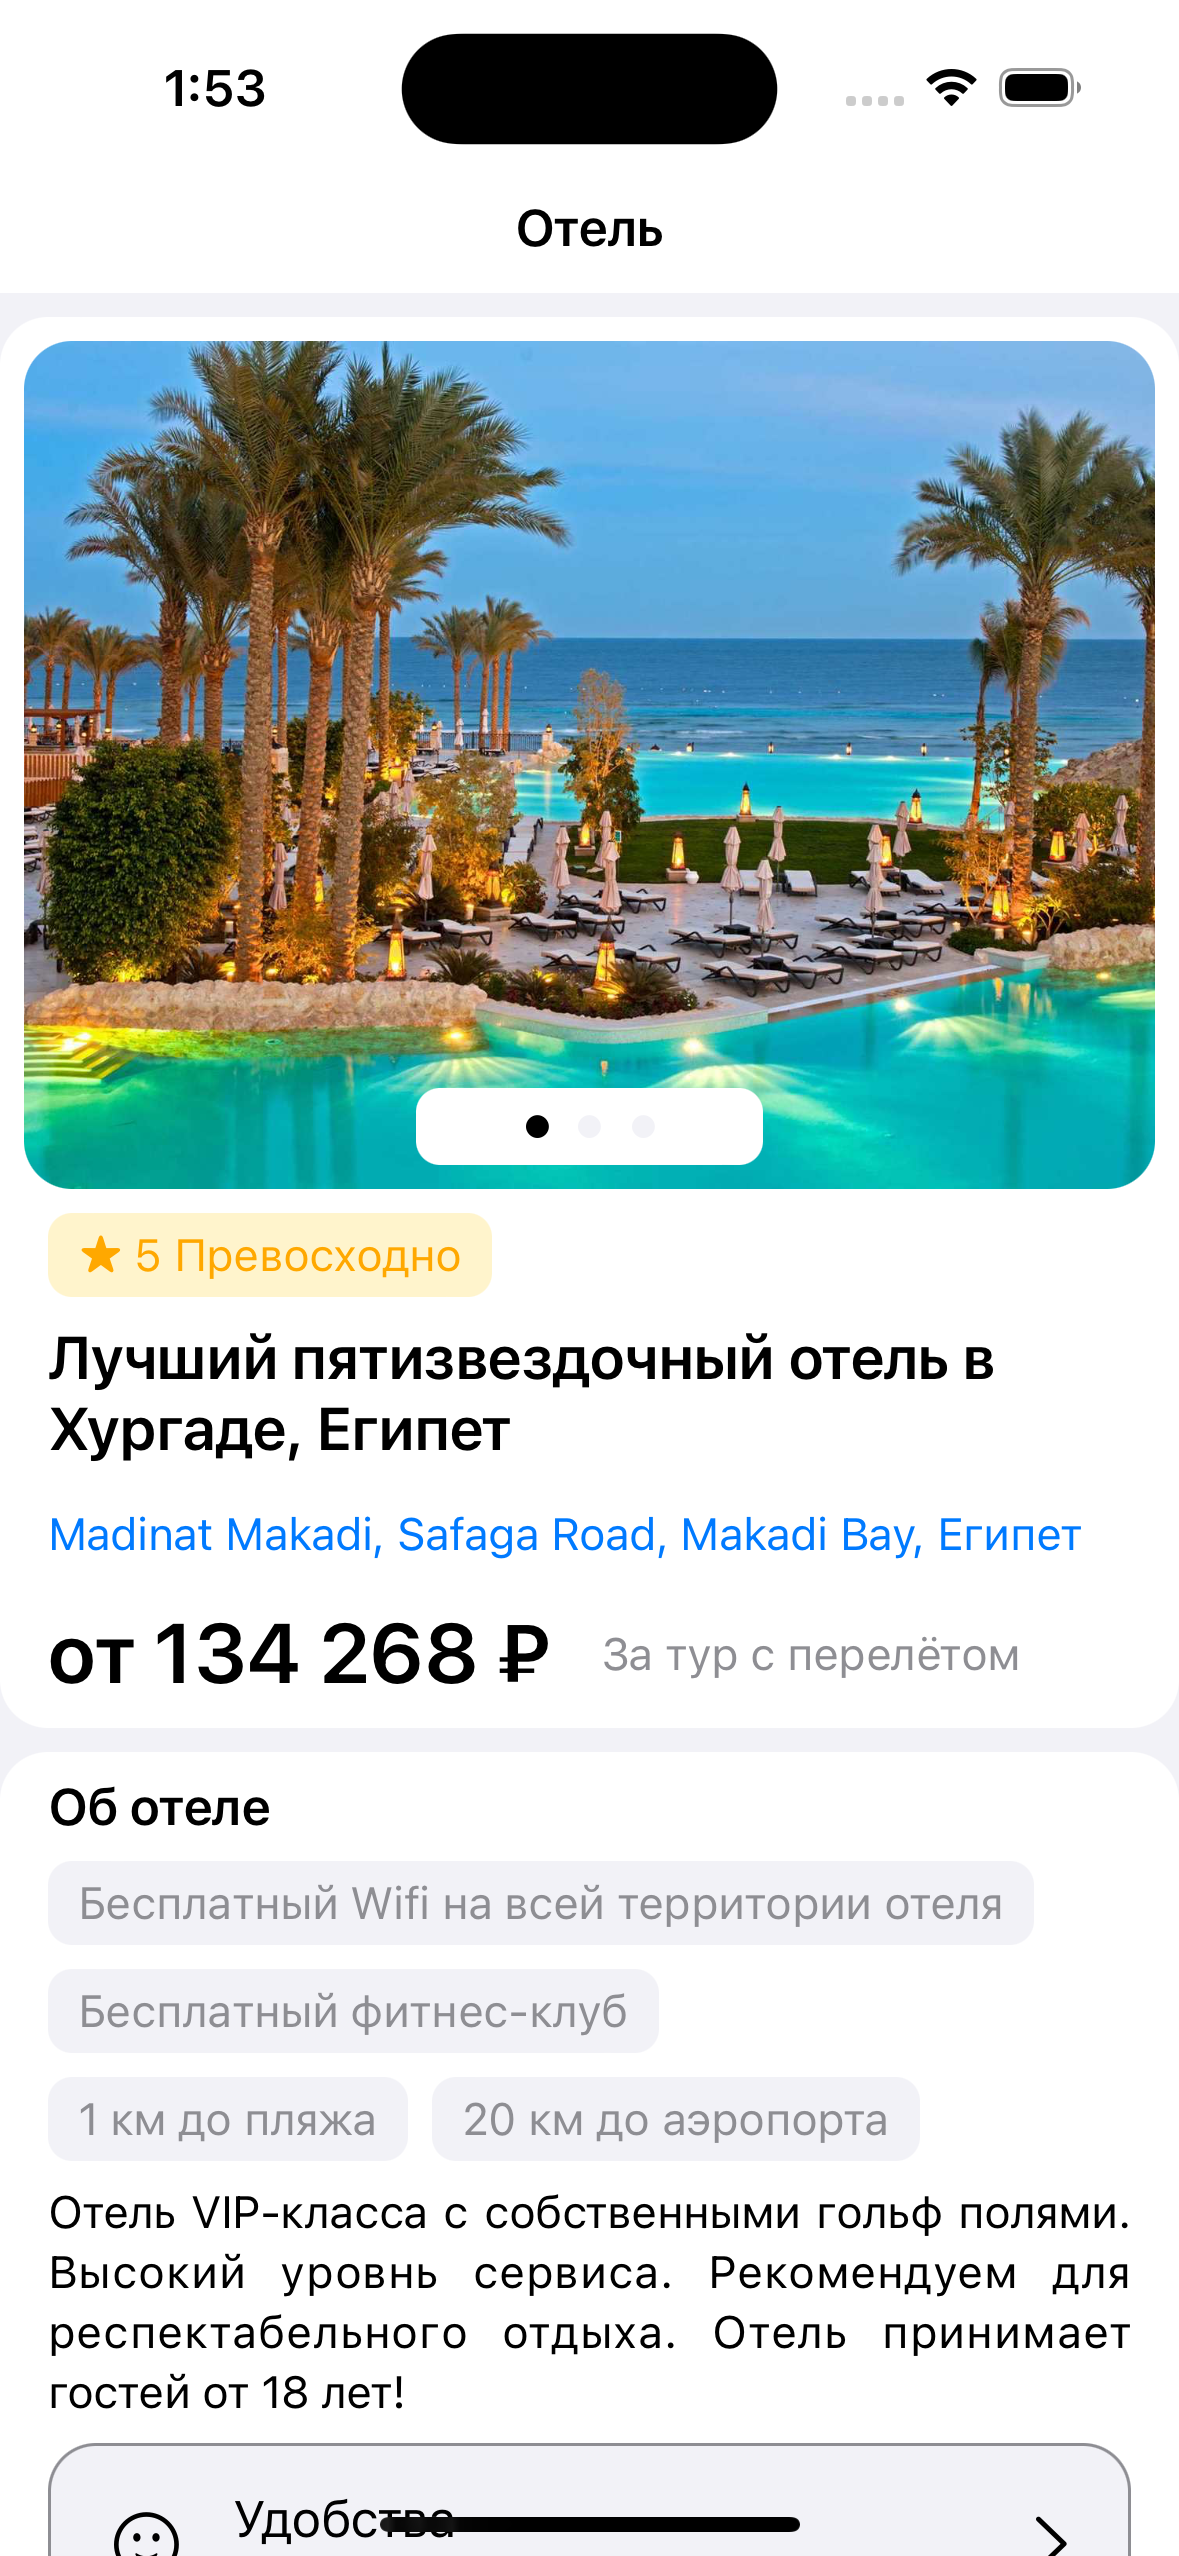 1:53
Отель
5 Превосходно
Лучший пятизвездочный отель в
Хургаде, Египет
Madinat Makadi, Safaga Road, Makadi Bay, Египет
от 134 268 ₽ За тур с перелётом
Об отеле
Бесплатный Wifi на всей территории отеля
Бесплатный фитнес-клуб
1 км до пляжа 20 км до аэропорта
Отель VIP-класса с собственными гольф полями.
Высокий уровнь сервиса. Рекомендуем для
респектабельного отдыха. Отель принимает
гостей от 18 лет!
Удобства